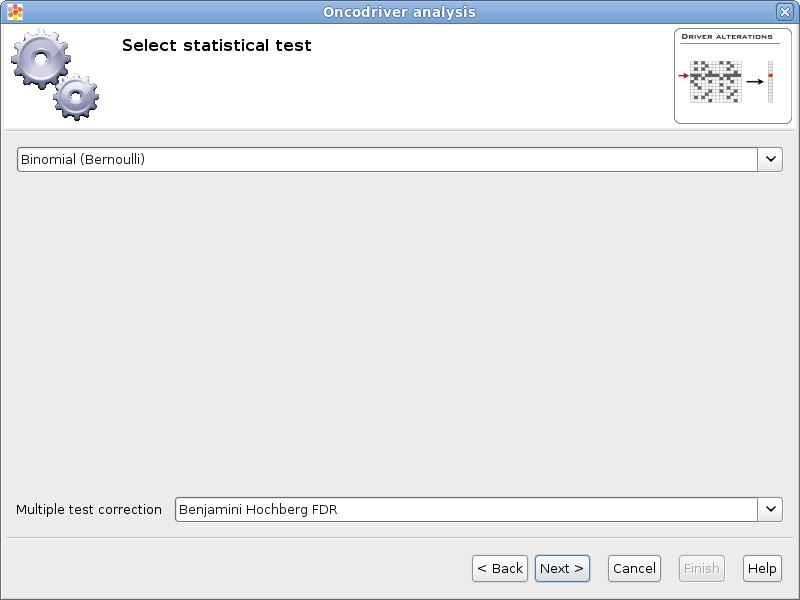 Oncodriver analysis
Select statistical test
Driver alterations
Binomial (Bernoulli)
Multiple test correction Benjamini Hochberg FDR
< Back Next > Cancel Finish Help